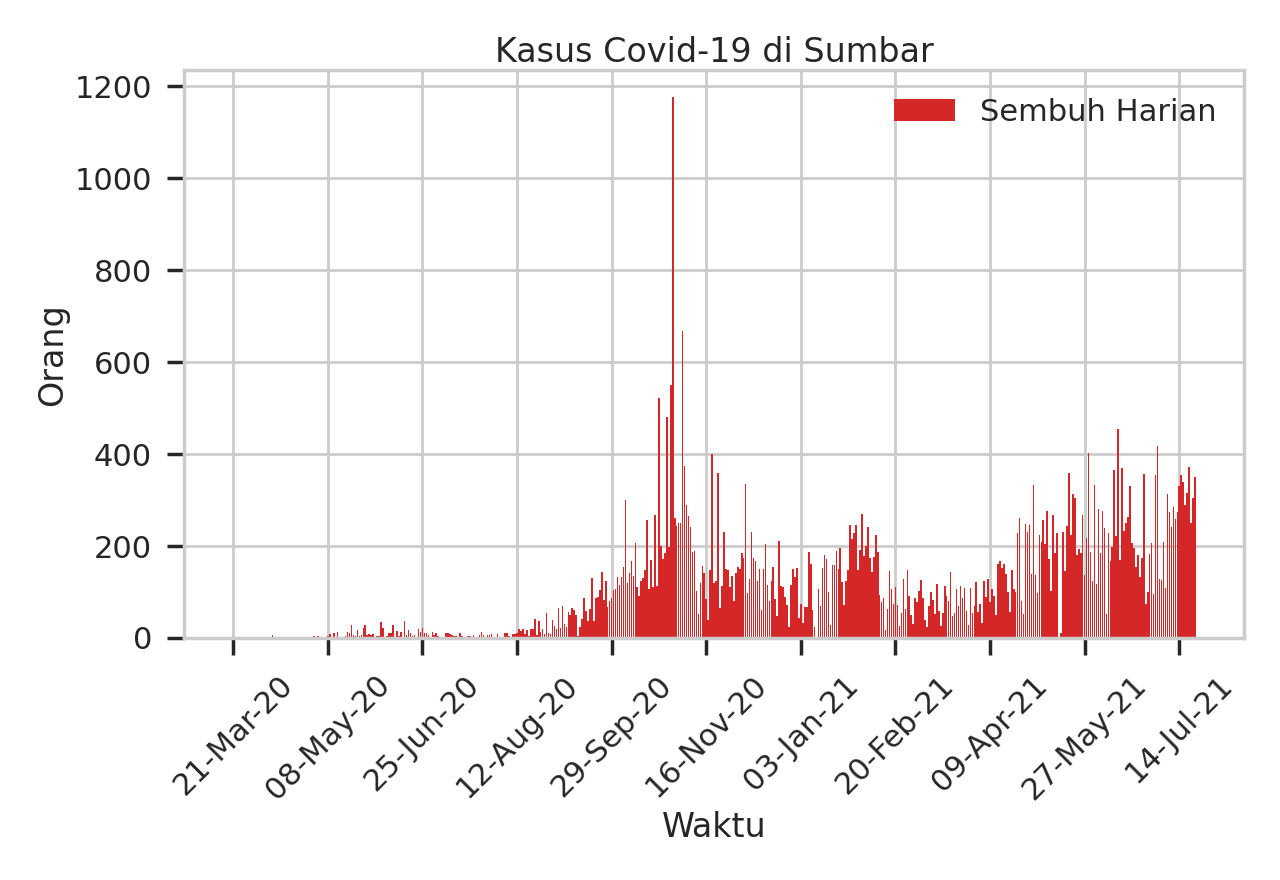 Kasus Covid-19 di Sumbar
Sembuh Harian
Orang
1200
1000
800
600
400
200
0
21-Mar-20
08-May-20
25-Jun-20
12-Aug-20
29-Sep-20
16-Nov-20
03-Jan-21
20-Feb-21
09-Apr-21
27-May-21
14-Jul-21
Waktu